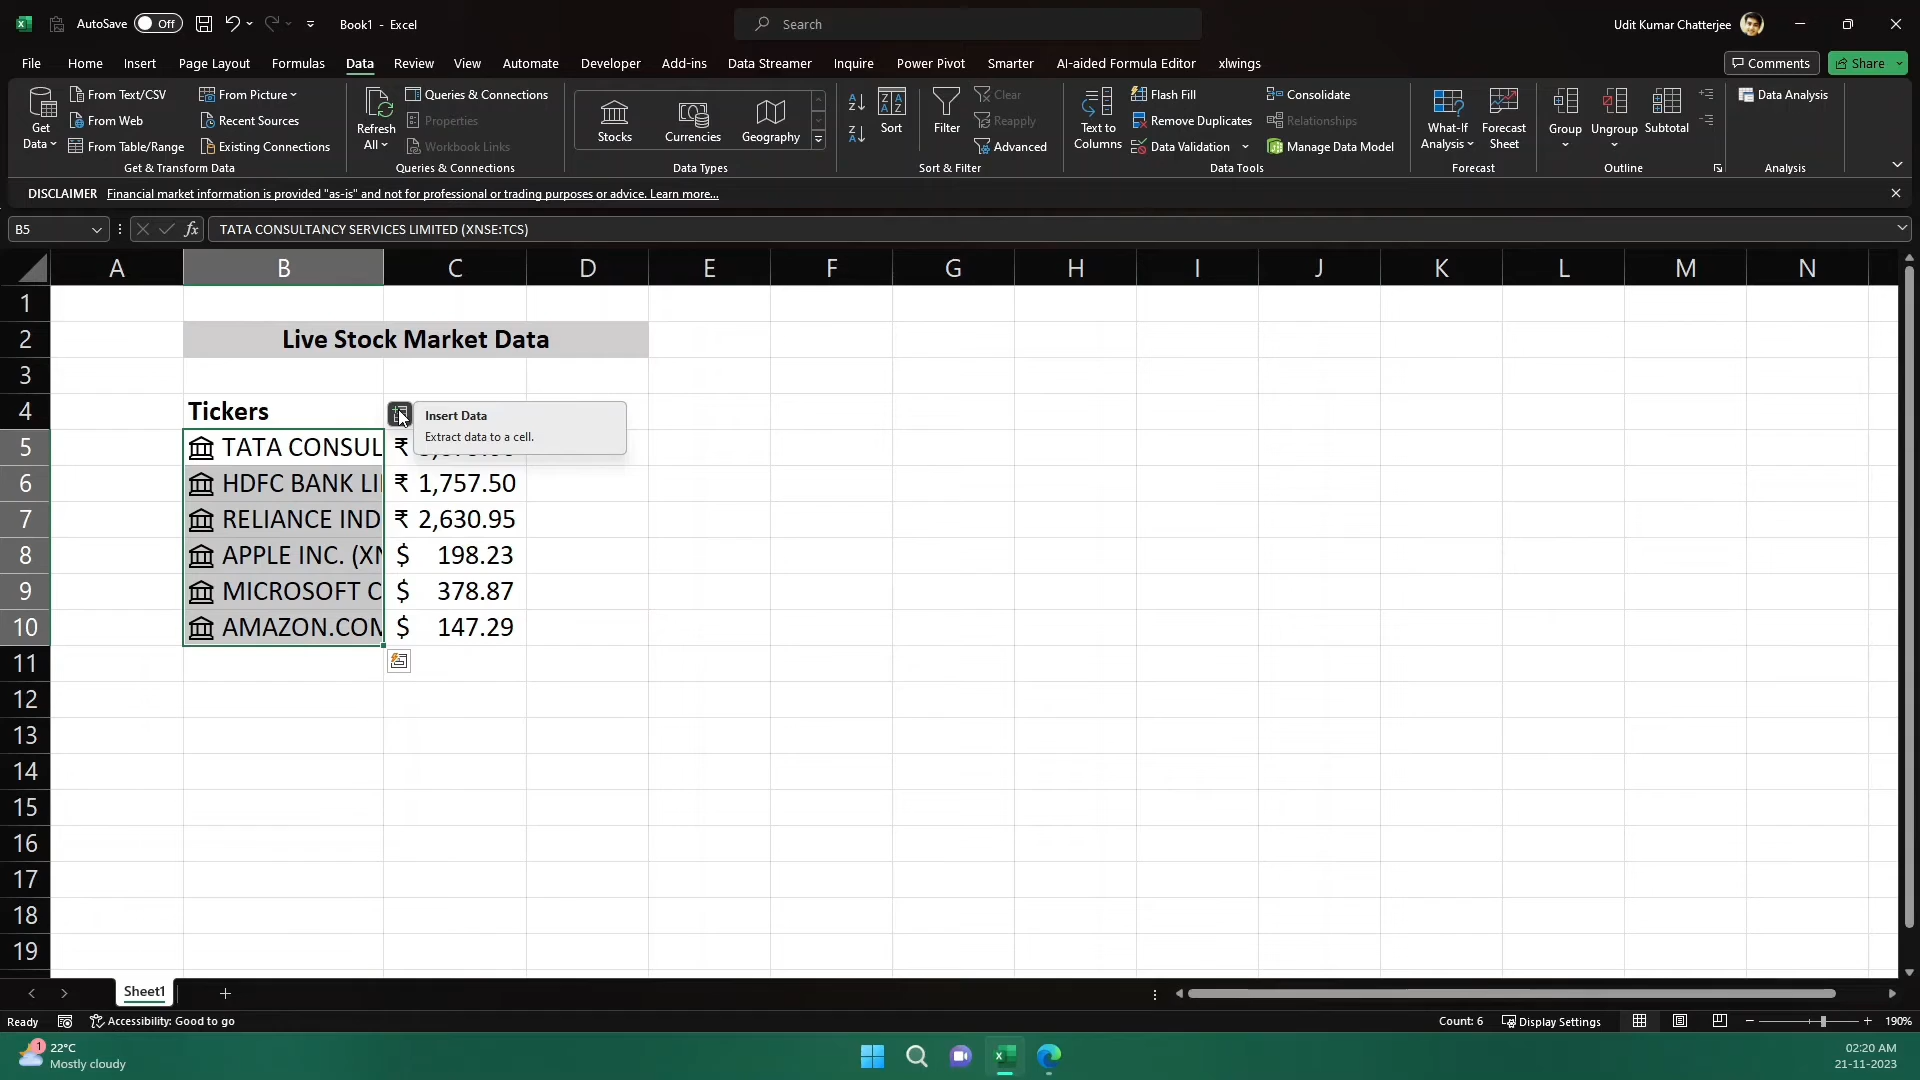 AutoSave Off Book1 - Excel Search Udit Kumar Chatterjee
File Home Insert Page Layout Formulas Data Review View Automate Developer Add-ins Data Streamer Inquire Power Pivot Smarter AI-aided Formula Editor xlwings Comments Share
Get Data
From Text/CSV
From Web
From Table/Range
From Picture
Recent Sources
Existing Connections
Get & Transform Data
Refresh All
Queries & Connections
Properties
Workbook Links
Queries & Connections
Stocks
Currencies
Geography
Data Types
Sort
Filter
Clear
Reapply
Advanced
Sort & Filter
Text to Columns
Flash Fill
Remove Duplicates
Data Validation
Consolidate
Relationships
Manage Data Model
Data Tools
What-If Analysis
Forecast Sheet
Forecast
Group
Ungroup
Subtotal
Outline
Data Analysis
Analysis
DISCLAIMER Financial market information is provided "as-is" and not for professional or trading purposes or advice. Learn more...
B5 fx TATA CONSULTANCY SERVICES LIMITED (XNSE:TCS)
A B C D E F G H I J K L M N
1
2 Live Stock Market Data
3
4 Tickers
Insert Data
Extract data to a cell.
5 TATA CONSUL ₹
6 HDFC BANK LI ₹ 1,757.50
7 RELIANCE IND ₹ 2,630.95
8 APPLE INC. (XN $ 198.23
9 MICROSOFT C $ 378.87
10 AMAZON.COM $ 147.29
11
12
13
14
15
16
17
18
19
Sheet1
Ready Accessibility: Good to go Count: 6 Display Settings 190%
1 22°C
Mostly cloudy
02:20 AM
21-11-2023